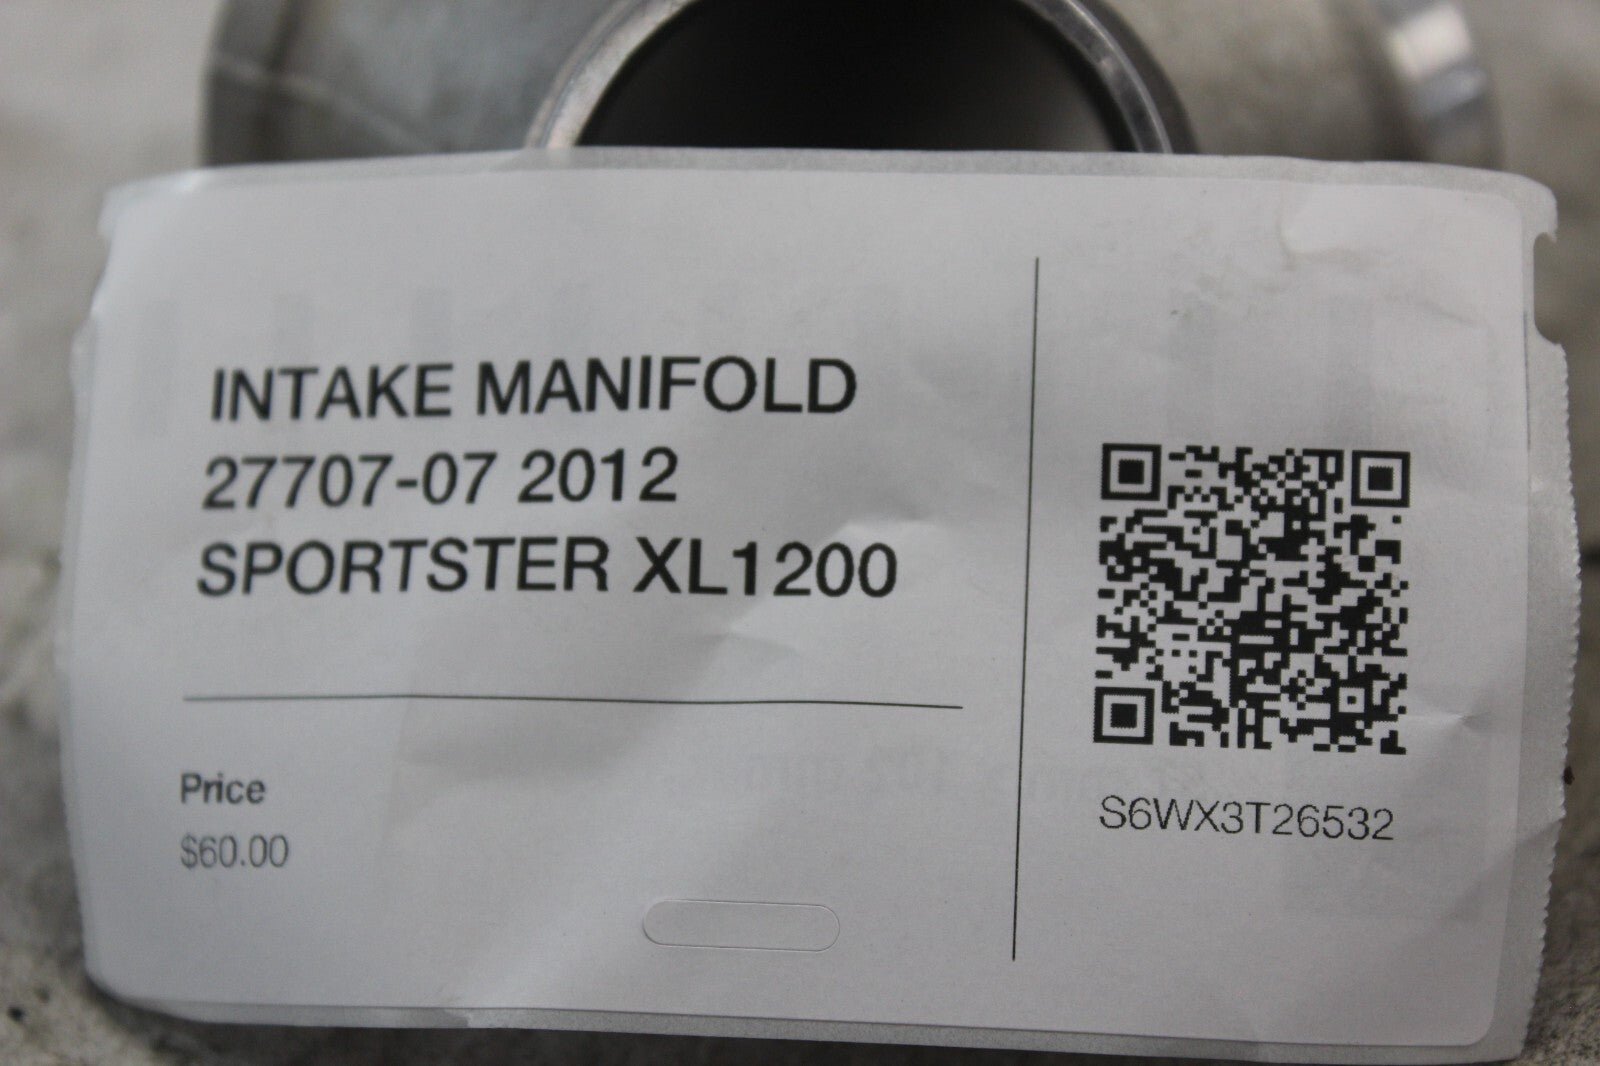 INTAKE MANIFOLD
27707-07 2012
SPORTSTER XL1200
Price
$60.00
S6WX3T26532